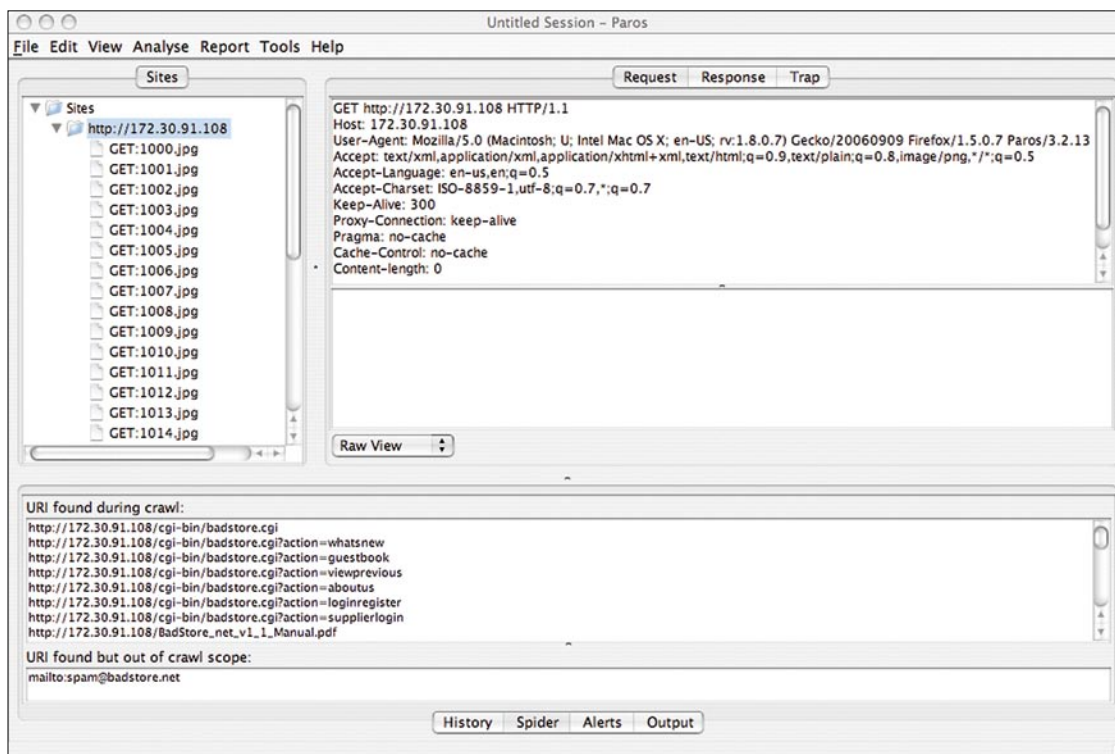 Untitled Session – Paros
File Edit View Analyse Report Tools Help
Sites
Sites
http://172.30.91.108
GET:1000.jpg
GET:1001.jpg
GET:1002.jpg
GET:1003.jpg
GET:1004.jpg
GET:1005.jpg
GET:1006.jpg
GET:1007.jpg
GET:1008.jpg
GET:1009.jpg
GET:1010.jpg
GET:1011.jpg
GET:1012.jpg
GET:1013.jpg
GET:1014.jpg
Request Response Trap
GET http://172.30.91.108 HTTP/1.1
Host: 172.30.91.108
User-Agent: Mozilla/5.0 (Macintosh; U; Intel Mac OS X; en-US; rv:1.8.0.7) Gecko/20060909 Firefox/1.5.0.7 Paros/3.2.13
Accept: text/xml,application/xml,application/xhtml+xml,text/html;q=0.9,text/plain;q=0.8,image/png,*/*;q=0.5
Accept-Language: en-us,en;q=0.5
Accept-Charset: ISO-8859-1,utf-8;q=0.7,*;q=0.7
Keep-Alive: 300
Proxy-Connection: keep-alive
Pragma: no-cache
Cache-Control: no-cache
Content-length: 0
Raw View
URI found during crawl:
http://172.30.91.108/cgi-bin/badstore.cgi
http://172.30.91.108/cgi-bin/badstore.cgi?action=whatsnew
http://172.30.91.108/cgi-bin/badstore.cgi?action=guestbook
http://172.30.91.108/cgi-bin/badstore.cgi?action=viewprevious
http://172.30.91.108/cgi-bin/badstore.cgi?action=aboutus
http://172.30.91.108/cgi-bin/badstore.cgi?action=loginregister
http://172.30.91.108/cgi-bin/badstore.cgi?action=supplierlogin
http://172.30.91.108/BadStore_net_v1_1_Manual.pdf
URI found but out of crawl scope:
mailto:spam@badstore.net
History Spider Alerts Output